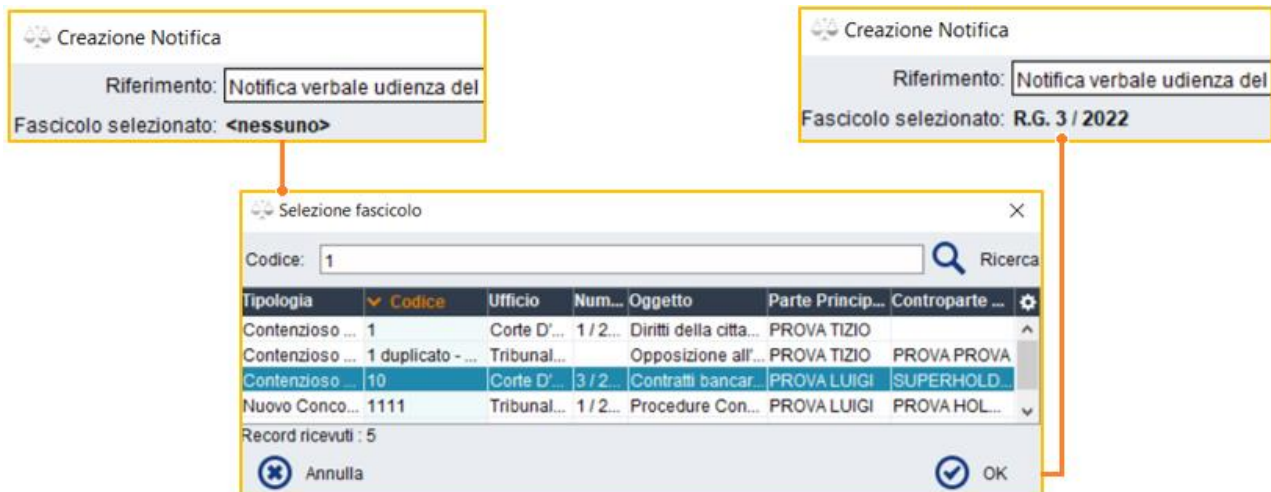 Creazione Notifica
Riferimento: Notifica verbale udienza del
Fascicolo selezionato: <nessuno>
Creazione Notifica
Riferimento: Notifica verbale udienza del
Fascicolo selezionato: R.G. 3 / 2022
Selezione fascicolo
Codice: 1 Ricerca
Tipologia Codice Ufficio Num... Oggetto Parte Princip... Controparte ...
Contenzioso ... 1 Corte D'... 1 / 2... Diritti della citta... PROVA TIZIO
Contenzioso ... 1 duplicato - ... Tribunal... Opposizione all'... PROVA TIZIO PROVA PROVA
Contenzioso ... 10 Corte D'... 3 / 2... Contratti bancar... PROVA LUIGI SUPERHOLD...
Nuovo Conco... 1111 Tribunal... 1 / 2... Procedure Con... PROVA LUIGI PROVA HOL...
Record ricevuti : 5
Annulla OK